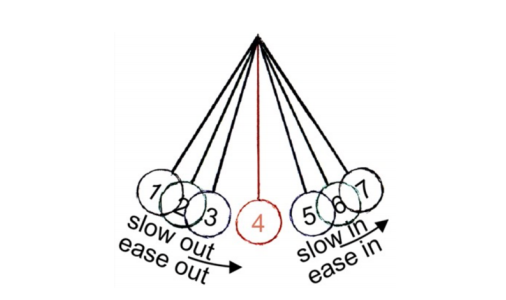 1 2 3 4 5 6 7
slow out
ease out
slow in
ease in